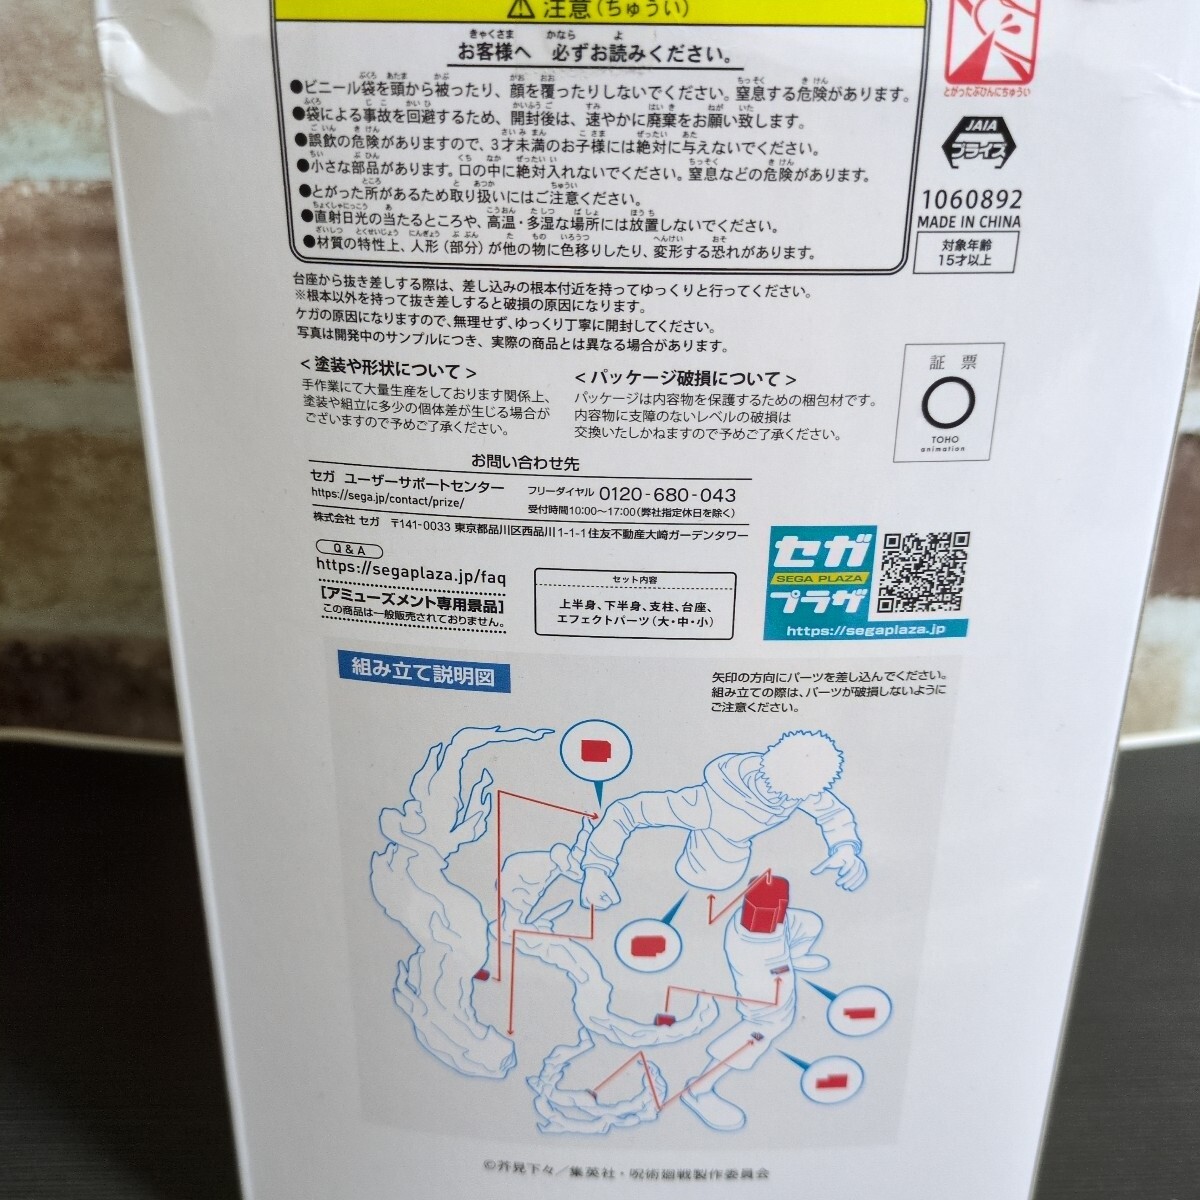 ⚠ 注意(ちゅうい)
お客様へ 必ずお読みください。
●ビニール袋を頭から被ったり、顔を覆ったりしないでください。窒息する危険があります。
●袋による事故を回避するため、開封後は、速やかに廃棄をお願い致します。
●誤飲の危険がありますので、3才未満のお子様には絶対に与えないでください。
●小さな部品があります。口の中に絶対入れないでください。窒息などの危険があります。
●とがった所があるため取り扱いにはご注意ください。
●直射日光の当たるところや、高温・多湿な場所には放置しないでください。
●材質の特性上、人形(部分)が他の物に色移りしたり、変形する恐れがあります。
とがったぶひんにちゅうい
JAIA
プライズ
1060892
MADE IN CHINA
対象年齢
15才以上
台座から抜き差しする際は、差し込みの根本付近を持ってゆっくりと行ってください。
※根本以外を持って抜き差しすると破損の原因になります。
ケガの原因になりますので、無理せず、ゆっくり丁寧に開封してください。
写真は開発中のサンプルにつき、実際の商品とは異なる場合があります。
<塗装や形状について>
手作業にて大量生産をしております関係上、
塗装や組立に多少の個体差が生じる場合が
ございますので予めご了承ください。
<パッケージ破損について>
パッケージは内容物を保護するための梱包材です。
内容物に支障のないレベルの破損は
交換いたしかねますので予めご了承ください。
証票
TOHO
animation
お問い合わせ先
セガ ユーザーサポートセンター
https://sega.jp/contact/prize/
フリーダイヤル 0120-680-043
受付時間10:00〜17:00(弊社指定休日を除く)
株式会社 セガ 〒141-0033 東京都品川区西品川1-1-1住友不動産大崎ガーデンタワー
Q & A
https://segaplaza.jp/faq
[アミューズメント専用景品]
この商品は一般販売されておりません。
セット内容
上半身、下半身、支柱、台座、
エフェクトパーツ(大・中・小)
セガ
SEGA PLAZA
プラザ
https://segaplaza.jp
組み立て説明図
矢印の方向にパーツを差し込んでください。
組み立ての際は、パーツが破損しないように
ご注意ください。
©芥見下々/集英社・呪術廻戦製作委員会